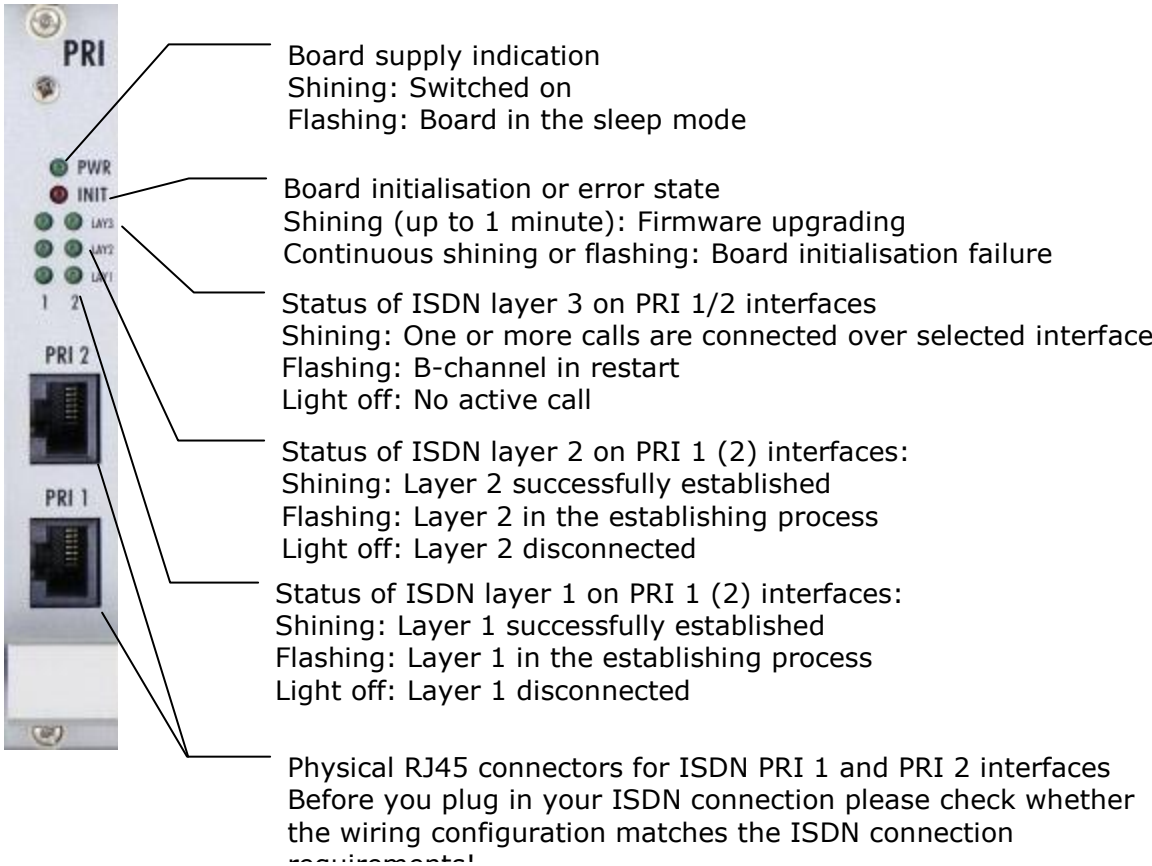 PRI
PWR
INIT
LAY3
LAY2
LAY1
1 2
PRI 2
PRI 1
Board supply indication
Shining: Switched on
Flashing: Board in the sleep mode
Board initialisation or error state
Shining (up to 1 minute): Firmware upgrading
Continuous shining or flashing: Board initialisation failure
Status of ISDN layer 3 on PRI 1/2 interfaces
Shining: One or more calls are connected over selected interface
Flashing: B-channel in restart
Light off: No active call
Status of ISDN layer 2 on PRI 1 (2) interfaces:
Shining: Layer 2 successfully established
Flashing: Layer 2 in the establishing process
Light off: Layer 2 disconnected
Status of ISDN layer 1 on PRI 1 (2) interfaces:
Shining: Layer 1 successfully established
Flashing: Layer 1 in the establishing process
Light off: Layer 1 disconnected
Physical RJ45 connectors for ISDN PRI 1 and PRI 2 interfaces
Before you plug in your ISDN connection please check whether
the wiring configuration matches the ISDN connection
requirements!